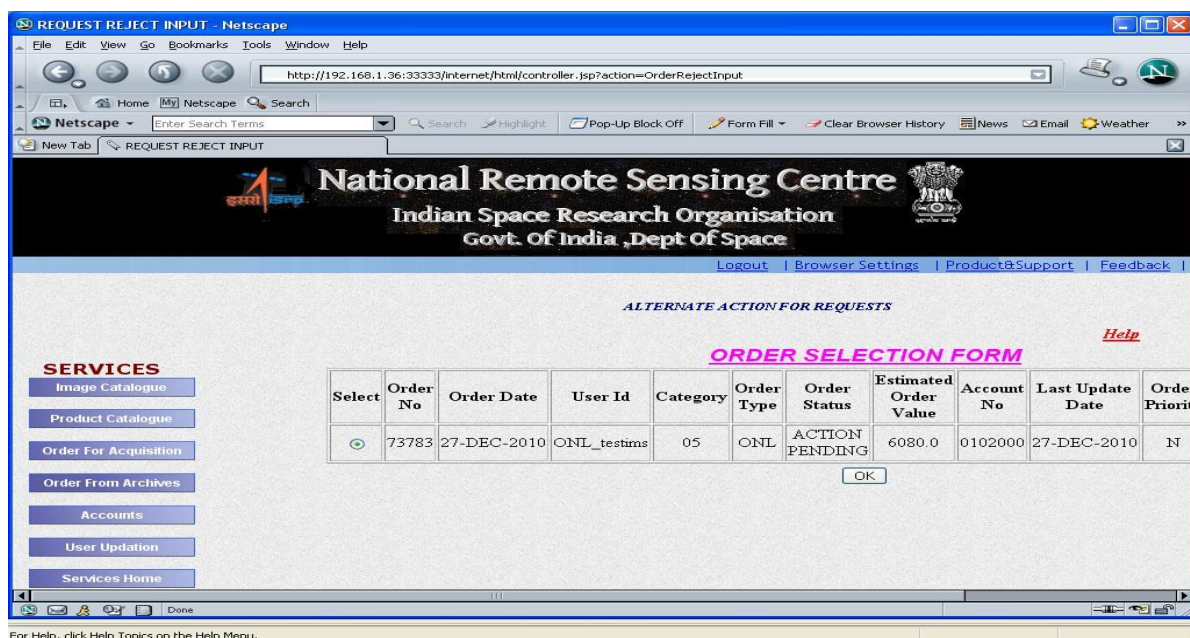 REQUEST REJECT INPUT - Netscape
File Edit View Go Bookmarks Tools Window Help
http://192.168.1.36:33333/internet/html/controller.jsp?action=OrderRejectInput
Home My Netscape Search
Netscape Enter Search Terms Search Highlight Pop-Up Block Off Form Fill Clear Browser History News Email Weather »
New Tab REQUEST REJECT INPUT
इसरो isro
National Remote Sensing Centre
Indian Space Research Organisation
Govt. Of India ,Dept Of Space
Logout | Browser Settings | Product&Support | Feedback |
ALTERNATE ACTION FOR REQUESTS
Help
ORDER SELECTION FORM
SERVICES
Image Catalogue
Product Catalogue
Order For Acquisition
Order From Archives
Accounts
User Updation
Services Home
Select Order No Order Date User Id Category Order Type Order Status Estimated Order Value Account No Last Update Date Orde Priorit
73783 27-DEC-2010 ONL_testims 05 ONL ACTION PENDING 6080.0 0102000 27-DEC-2010 N
OK
Done
For Help, click Help Topics on the Help Menu.